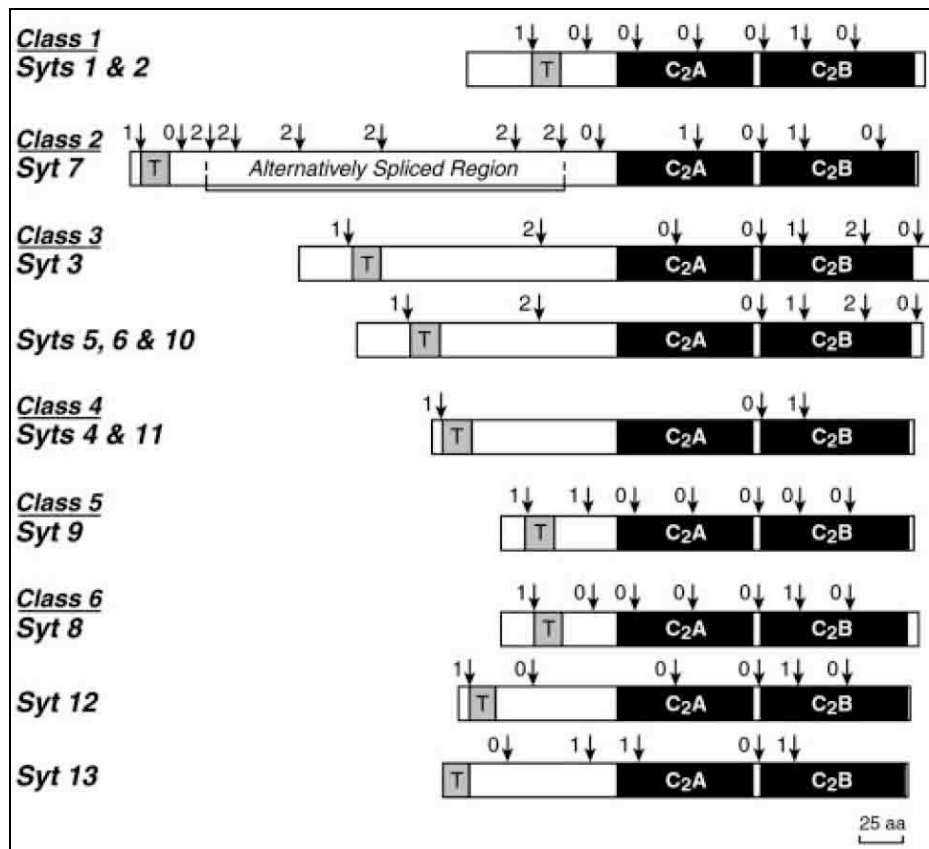 Class 1
Syts 1 & 2
1 0 0 0 0 1 0
T C₂A C₂B
Class 2
Syt 7
1 0 2 2 2 2 2 2 0 1 0 1 0
T Alternatively Spliced Region C₂A C₂B
Class 3
Syt 3
1 2 0 0 1 2 0
T C₂A C₂B
Syts 5, 6 & 10
1 2 0 1 2 0
T C₂A C₂B
Class 4
Syts 4 & 11
1 0 1
T C₂A C₂B
Class 5
Syt 9
1 1 0 0 0 0 0
T C₂A C₂B
Class 6
Syt 8
1 0 0 0 0 1 0
T C₂A C₂B
Syt 12
1 0 0 0 1 0
T C₂A C₂B
Syt 13
0 1 1 0 1
T C₂A C₂B
25 aa